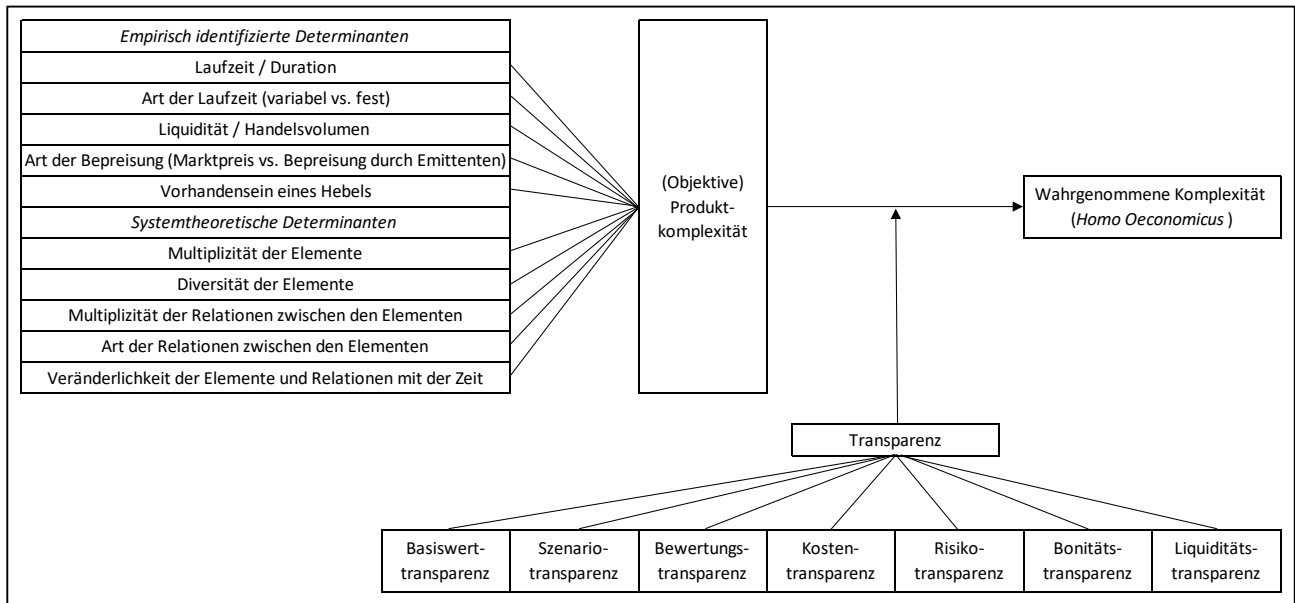 Empirisch identifizierte Determinanten
Laufzeit / Duration
Art der Laufzeit (variabel vs. fest)
Liquidität / Handelsvolumen
Art der Bepreisung (Marktpreis vs. Bepreisung durch Emittenten)
Vorhandensein eines Hebels
Systemtheoretische Determinanten
Multiplizität der Elemente
Diversität der Elemente
Multiplizität der Relationen zwischen den Elementen
Art der Relationen zwischen den Elementen
Veränderlichkeit der Elemente und Relationen mit der Zeit
(Objektive)
Produkt-
komplexität
Wahrgenommene Komplexität
(Homo Oeconomicus )
Transparenz
Basiswert-
transparenz
Szenario-
transparenz
Bewertungs-
transparenz
Kosten-
transparenz
Risiko-
transparenz
Bonitäts-
transparenz
Liquiditäts-
transparenz